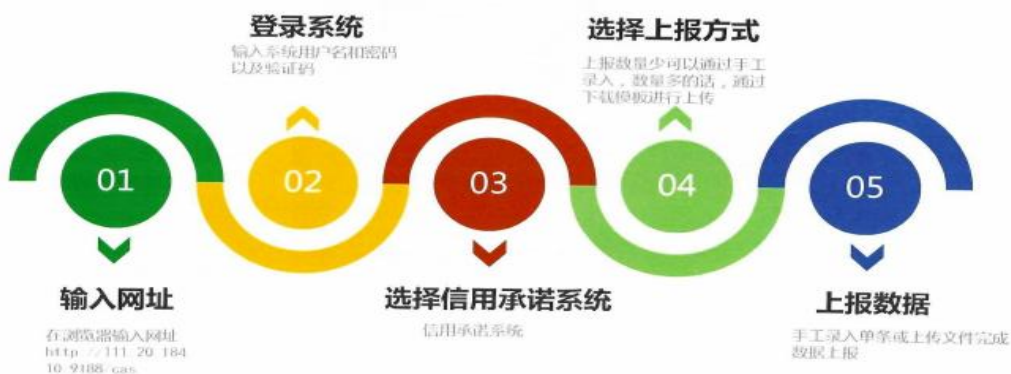 登录系统
输入系统用户名和密码
以及验证码
选择上报方式
上报数量少可以通过手工
录入，数量多的话，通过
下载模板进行上传
01
02
03
04
05
输入网址
在浏览器输入网址
http://111.20.184
10:9188/cas
选择信用承诺系统
信用承诺系统
上报数据
手工录入单条或上传文件完成
数据上报